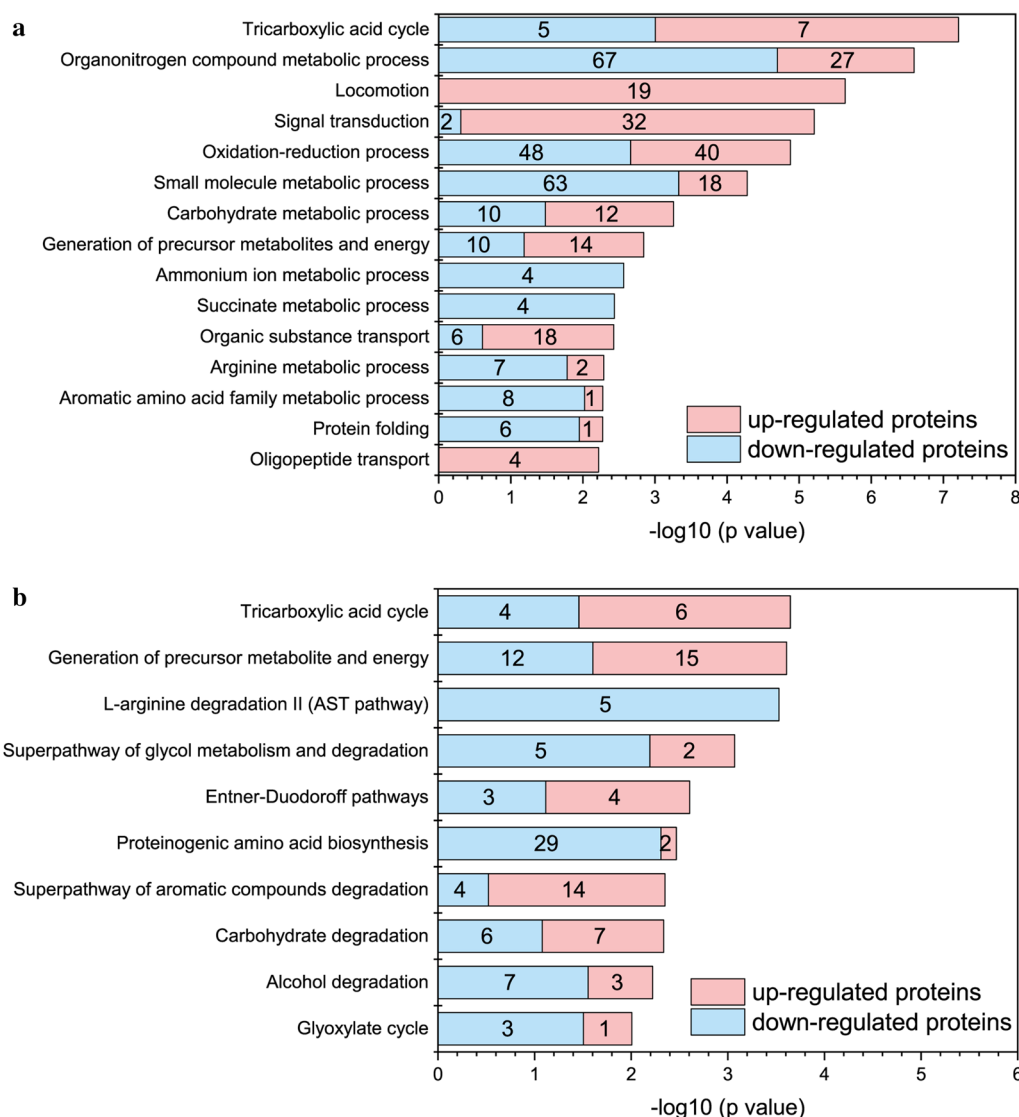 a
Tricarboxylic acid cycle 5 7
Organonitrogen compound metabolic process 67 27
Locomotion 19
Signal transduction 2 32
Oxidation-reduction process 48 40
Small molecule metabolic process 63 18
Carbohydrate metabolic process 10 12
Generation of precursor metabolites and energy 10 14
Ammonium ion metabolic process 4
Succinate metabolic process 4
Organic substance transport 6 18
Arginine metabolic process 7 2
Aromatic amino acid family metabolic process 8 1
Protein folding 6 1
Oligopeptide transport 4
up-regulated proteins
down-regulated proteins
0 1 2 3 4 5 6 7 8
-log10 (p value)
b
Tricarboxylic acid cycle 4 6
Generation of precursor metabolite and energy 12 15
L-arginine degradation II (AST pathway) 5
Superpathway of glycol metabolism and degradation 5 2
Entner-Duodoroff pathways 3 4
Proteinogenic amino acid biosynthesis 29 2
Superpathway of aromatic compounds degradation 4 14
Carbohydrate degradation 6 7
Alcohol degradation 7 3
Glyoxylate cycle 3 1
up-regulated proteins
down-regulated proteins
0 1 2 3 4 5 6
-log10 (p value)